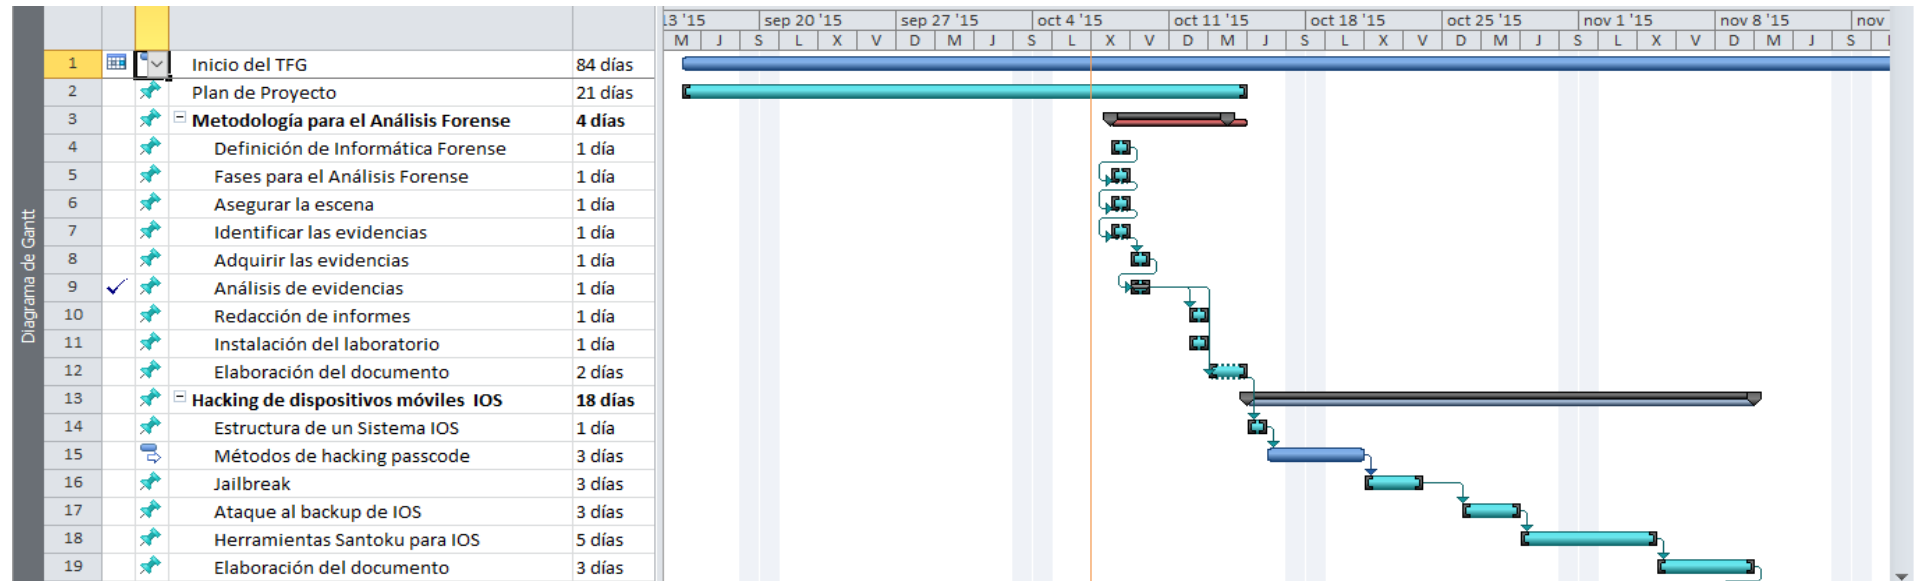 13 '15 sep 20 '15 sep 27 '15 oct 4 '15 oct 11 '15 oct 18 '15 oct 25 '15 nov 1 '15 nov 8 '15 nov
M J S L X V D M J S L X V D M J S L X V D M J S L X V D M J S
1 Inicio del TFG 84 días
2 Plan de Proyecto 21 días
3 Metodología para el Análisis Forense 4 días
4 Definición de Informática Forense 1 día
5 Fases para el Análisis Forense 1 día
6 Asegurar la escena 1 día
7 Identificar las evidencias 1 día
8 Adquirir las evidencias 1 día
9 Análisis de evidencias 1 día
10 Redacción de informes 1 día
11 Instalación del laboratorio 1 día
12 Elaboración del documento 2 días
13 Hacking de dispositivos móviles IOS 18 días
14 Estructura de un Sistema IOS 1 día
15 Métodos de hacking passcode 3 días
16 Jailbreak 3 días
17 Ataque al backup de IOS 3 días
18 Herramientas Santoku para IOS 5 días
19 Elaboración del documento 3 días
Diagrama de Gantt